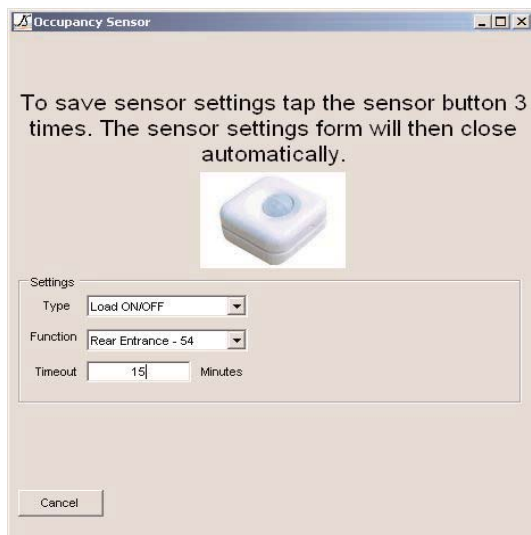 Occupancy Sensor
To save sensor settings tap the sensor button 3
times. The sensor settings form will then close
automatically.
Settings
Type Load ON/OFF
Function Rear Entrance - 54
Timeout 15 Minutes
Cancel